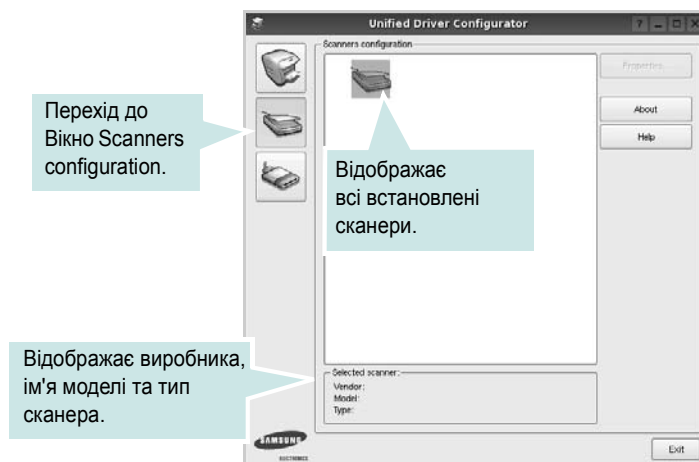 Unified Driver Configurator
Scanners configuration
Properties...
About
Help
Перехід до
Вікно Scanners
configuration.
Відображає
всі встановлені
сканери.
Відображає виробника,
ім'я моделі та тип
сканера.
Selected scanner:
Vendor:
Model:
Type:
SAMSUNG
ELECTRONICS
Exit